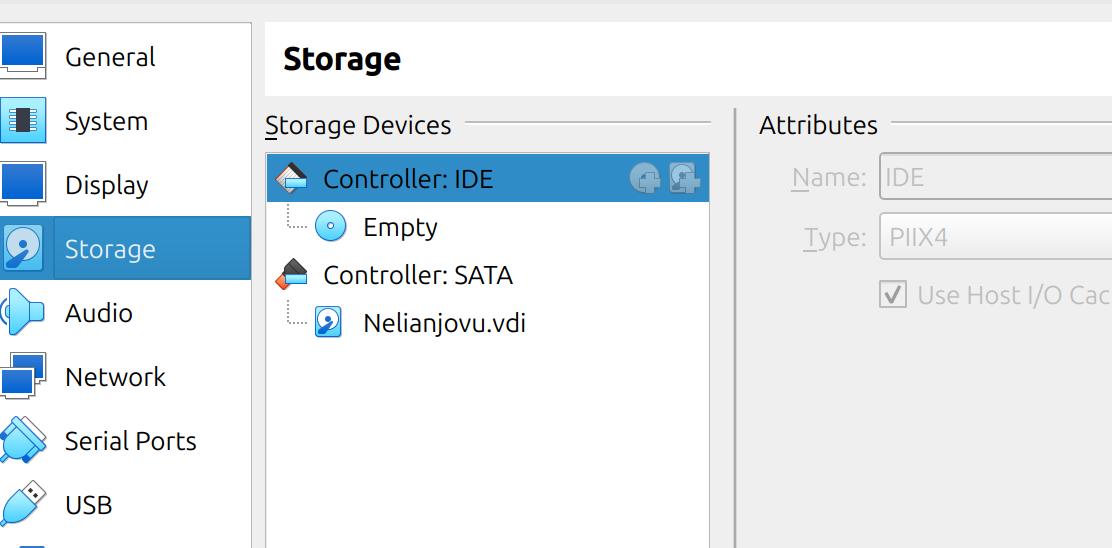 General
System
Display
Storage
Audio
Network
Serial Ports
USB
Storage
Storage Devices
Controller: IDE
Empty
Controller: SATA
Nelianjovu.vdi
Attributes
Name: IDE
Type: PIIX4
Use Host I/O Cac